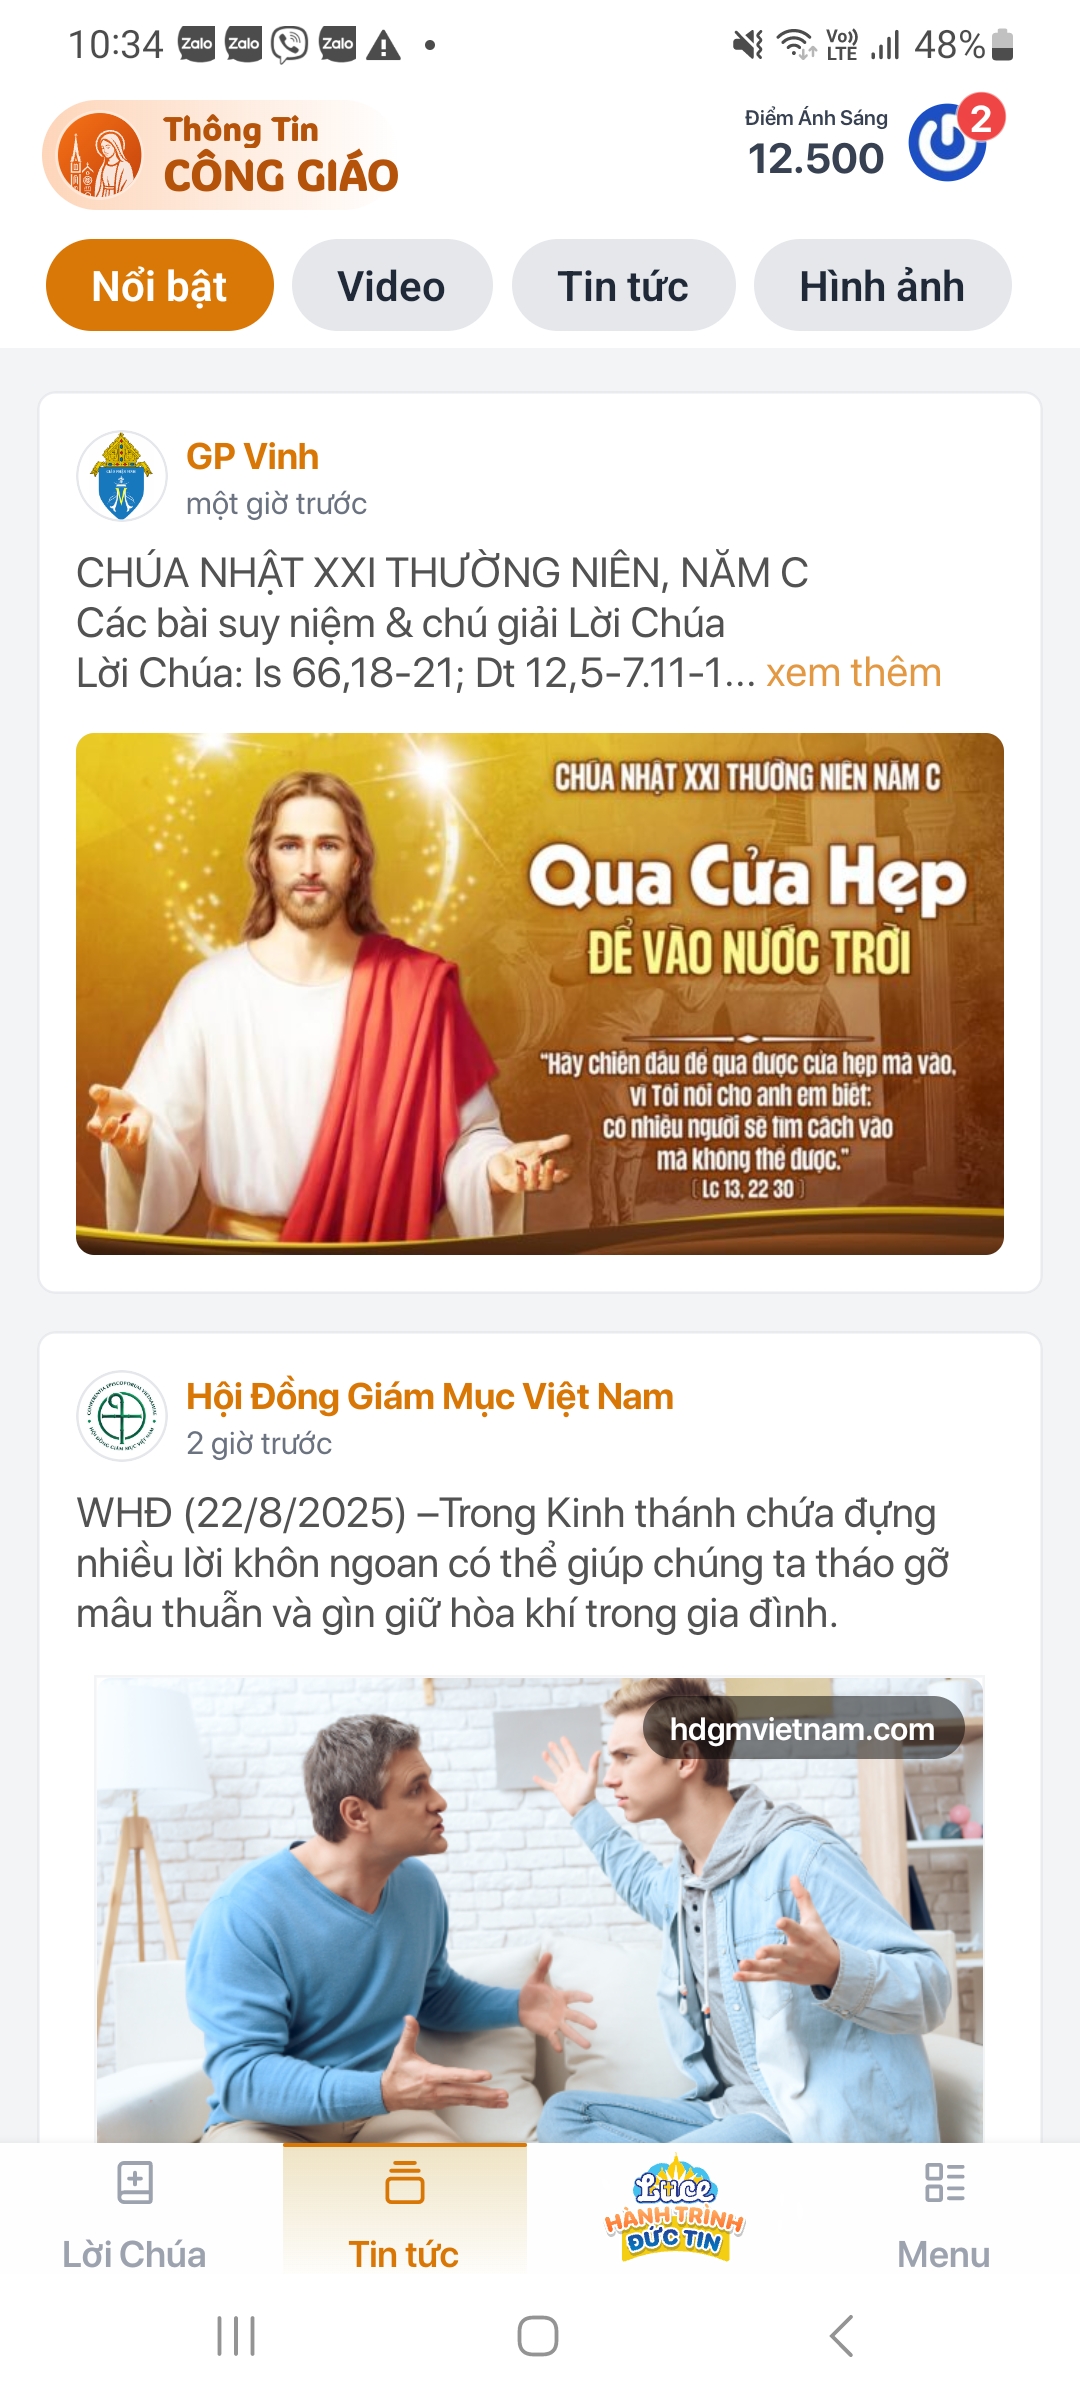 10:34 Zalo Zalo Zalo Vo)) LTE 48%
Thông Tin
CÔNG GIÁO
Điểm Ánh Sáng
12.500
2
Nổi bật Video Tin tức Hình ảnh
GP Vinh
một giờ trước
CHÚA NHẬT XXI THƯỜNG NIÊN, NĂM C
Các bài suy niệm & chú giải Lời Chúa
Lời Chúa: Is 66,18-21; Dt 12,5-7.11-1... xem thêm
CHÚA NHẬT XXI THƯỜNG NIÊN NĂM C
Qua Cửa Hẹp
ĐỂ VÀO NƯỚC TRỜI
"Hãy chiến đấu để qua được cửa hẹp mà vào,
vì Tôi nói cho anh em biết:
có nhiều người sẽ tìm cách vào
mà không thể được."
( Lc 13, 22 30 )
Hội Đồng Giám Mục Việt Nam
2 giờ trước
WHĐ (22/8/2025) –Trong Kinh thánh chứa đựng
nhiều lời khôn ngoan có thể giúp chúng ta tháo gỡ
mâu thuẫn và gìn giữ hòa khí trong gia đình.
hdgmvietnam.com
Lời Chúa
Tin tức
Luce
HÀNH TRÌNH
ĐỨC TIN
Menu